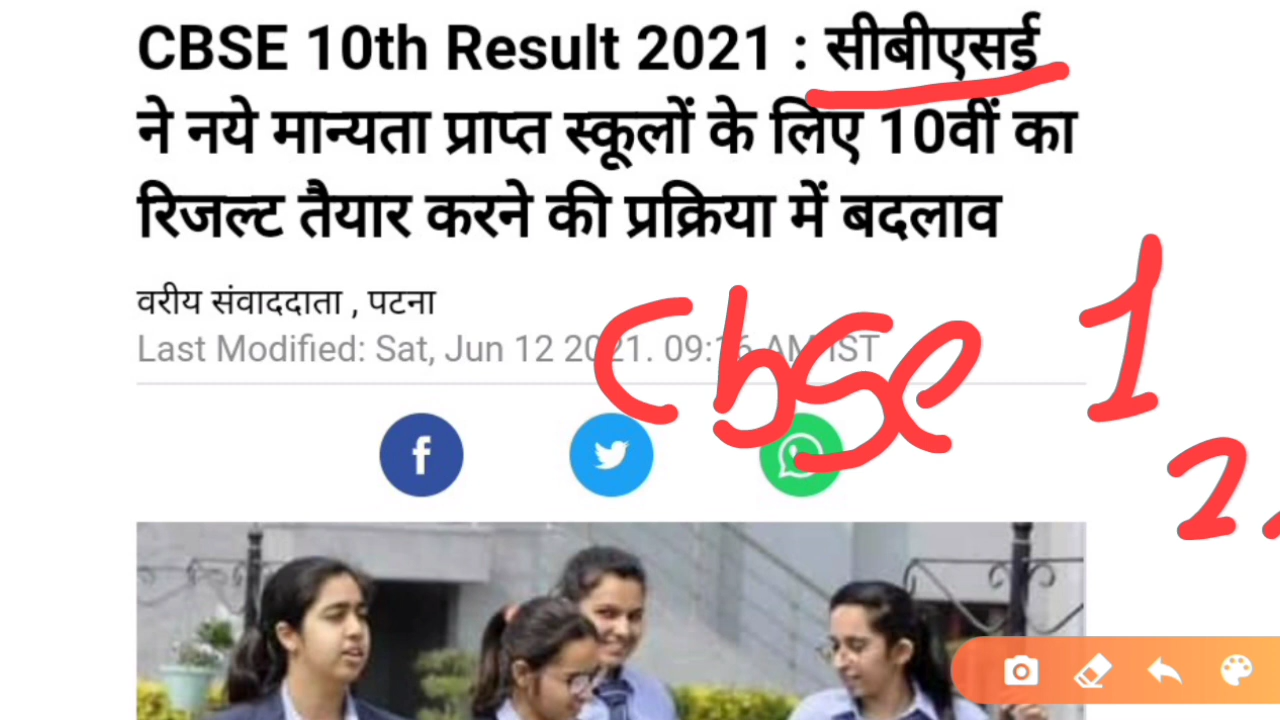 CBSE 10th Result 2021 : सीबीएसई
ने नये मान्यता प्राप्त स्कूलों के लिए 10वीं का
रिजल्ट तैयार करने की प्रक्रिया में बदलाव
वरीय संवाददाता , पटना
Last Modified: Sat, Jun 12 2021. 09:16 AM IST
Cbse 1
2
f